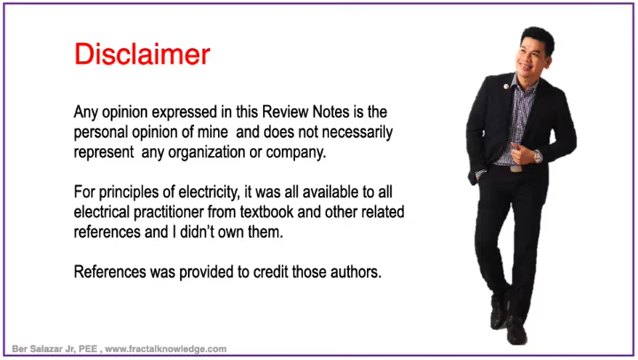 Disclaimer
Any opinion expressed in this Review Notes is the
personal opinion of mine and does not necessarily
represent any organization or company.
For principles of electricity, it was all available to all
electrical practitioner from textbook and other related
references and I didn't own them.
References was provided to credit those authors.
Ber Salazar Jr, PEE , www.fractalknowledge.com